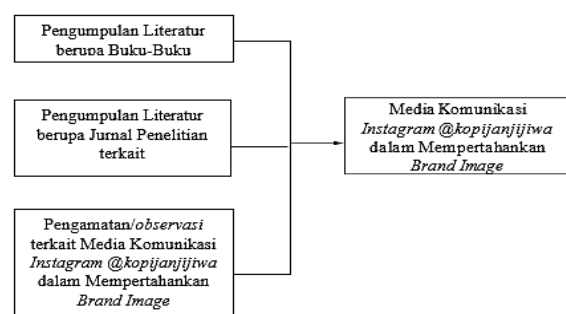 Pengumpulan Literatur
berupa Buku-Buku
Pengumpulan Literatur
berupa Jurnal Penelitian
terkait
Pengamatan/observasi
terkait Media Komunikasi
Instagram @kopijanjijiwa
dalam Mempertahankan
Brand Image
Media Komunikasi
Instagram @kopijanjijiwa
dalam Mempertahankan
Brand Image